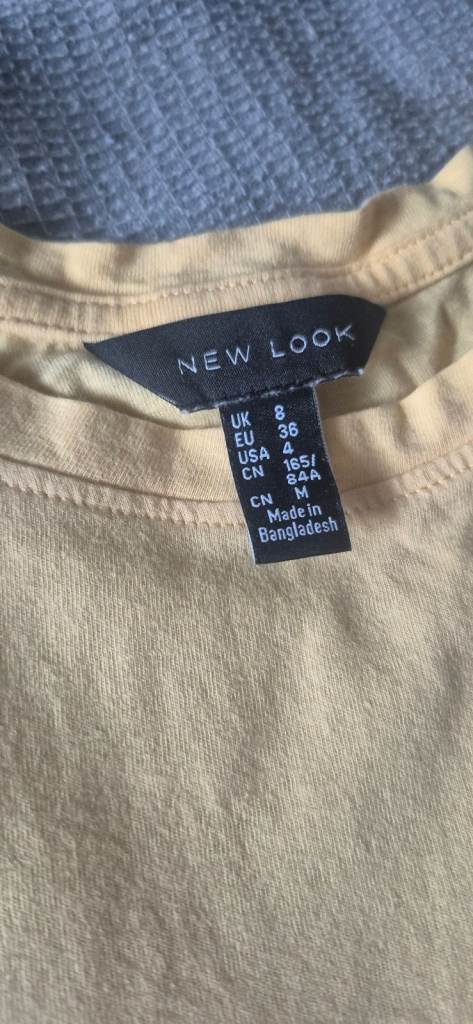 NEW LOOK
UK 8
EU 36
USA 4
CN 165/
84A
CN M
Made in
Bangladesh